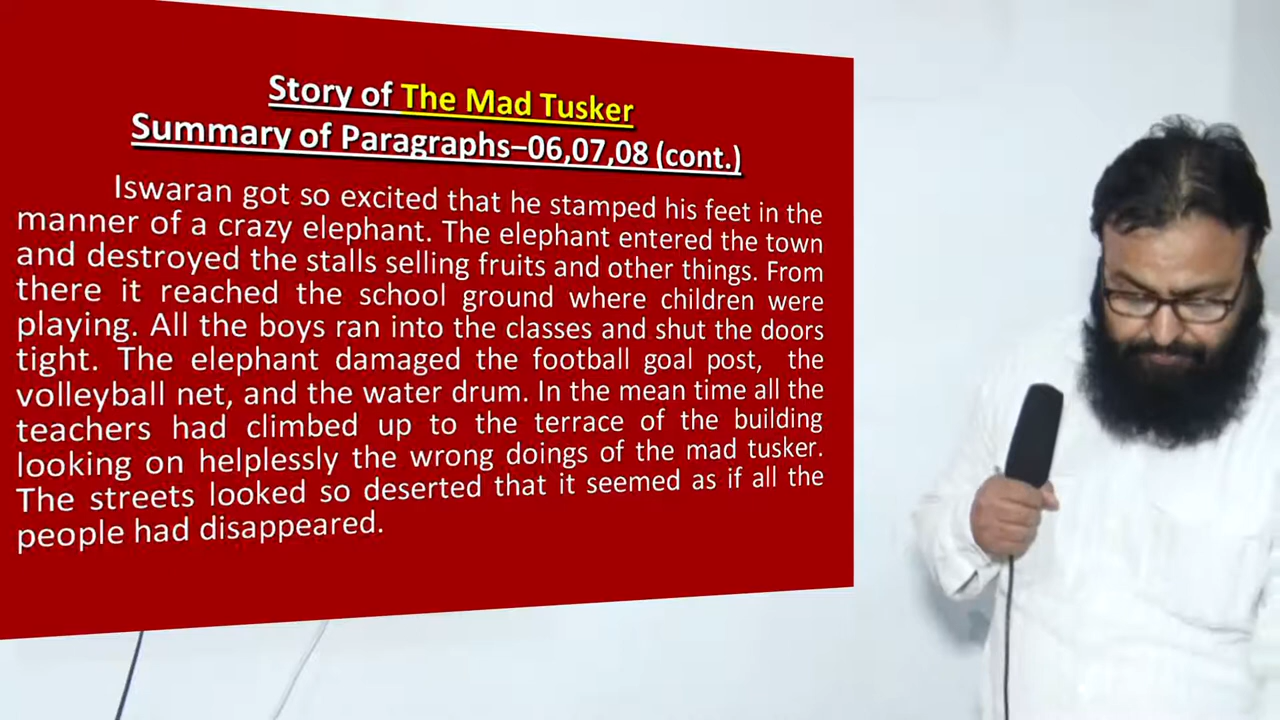 Story of The Mad Tusker
Summary of Paragraphs–06,07,08 (cont.)
Iswaran got so excited that he stamped his feet in the
manner of a crazy elephant. The elephant entered the town
and destroyed the stalls selling fruits and other things. From
there it reached the school ground where children were
playing. All the boys ran into the classes and shut the doors
tight. The elephant damaged the football goal post, the
volleyball net, and the water drum. In the mean time all the
teachers had climbed up to the terrace of the building
looking on helplessly the wrong doings of the mad tusker.
The streets looked so deserted that it seemed as if all the
people had disappeared.